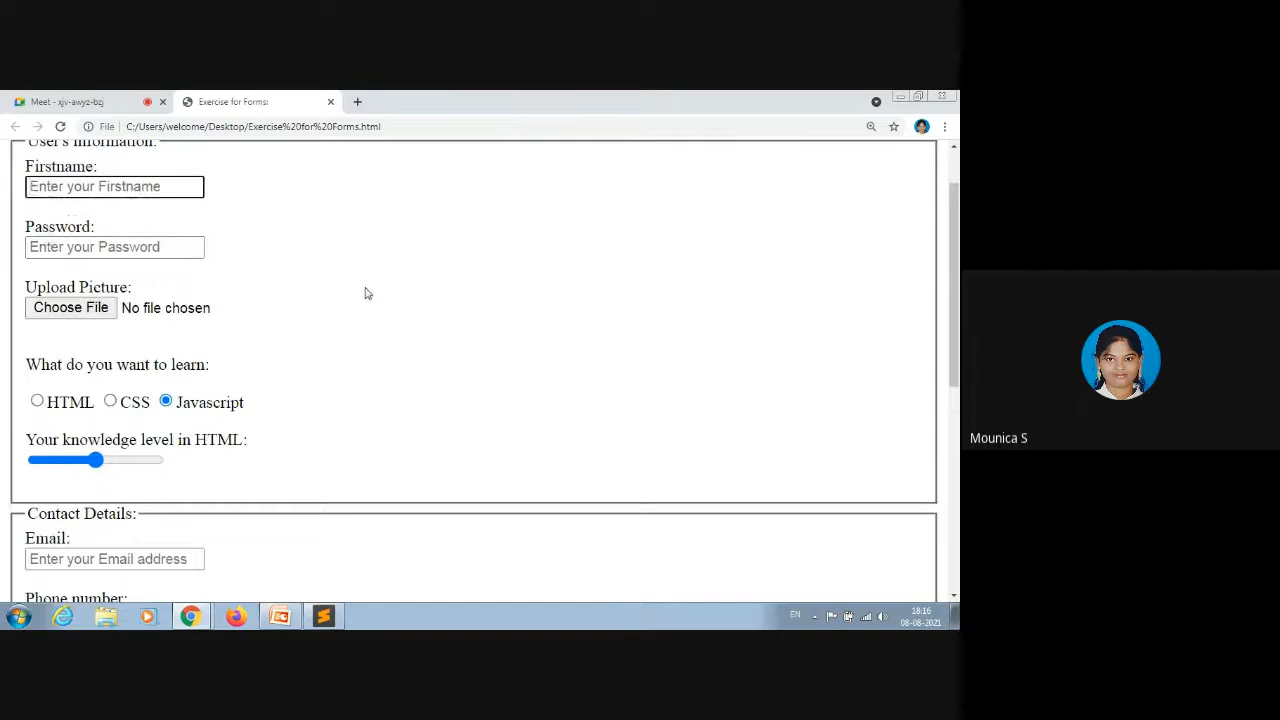 Meet - xjv-awyz-bzj
Exercise for Forms:
File
C:/Users/welcome/Desktop/Exercise%20for%20Forms.html
User's information:
Firstname:
Enter your Firstname
Password:
Enter your Password
Upload Picture:
Choose File No file chosen
What do you want to learn:
HTML CSS Javascript
Your knowledge level in HTML:
Contact Details:
Email:
Enter your Email address
Phone number:
EN
18:16
08-08-2021
Mounica S